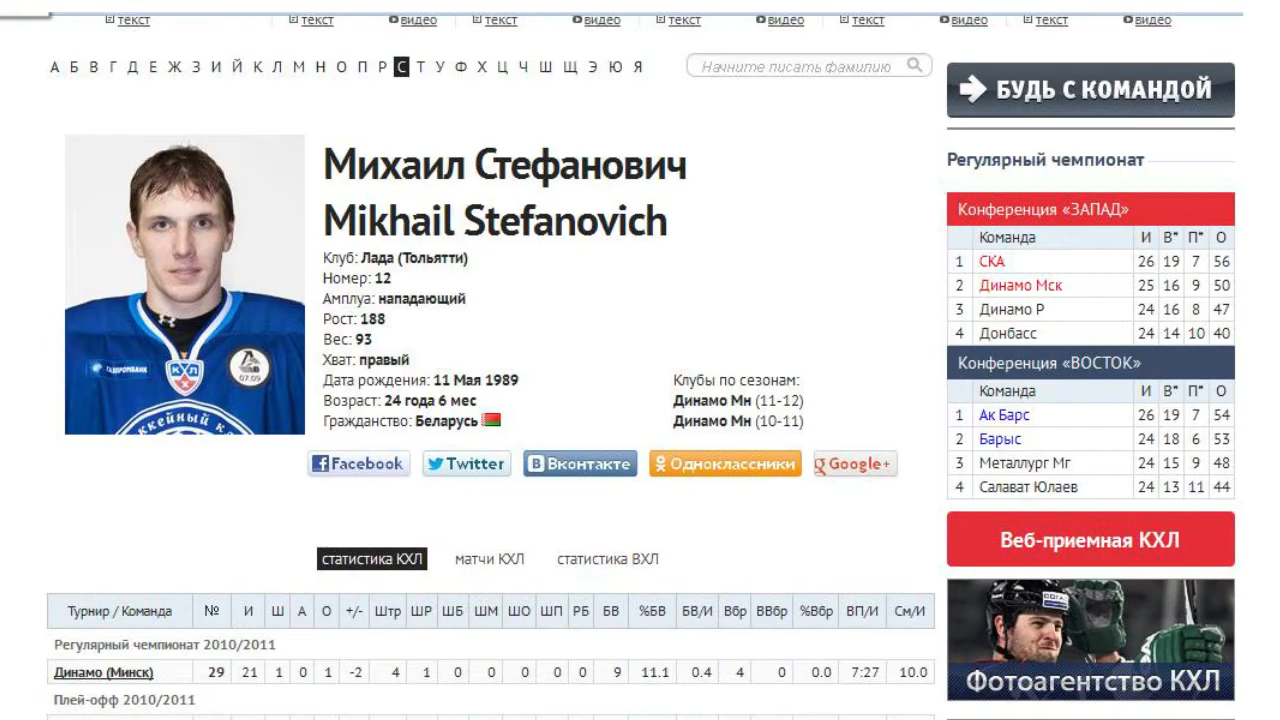 текст текст видео текст видео текст видео текст видео текст видео
А Б В Г Д Е Ж З И Й К Л М Н О П Р С Т У Ф Х Ц Ч Ш Щ Э Ю Я
Начните писать фамилию
БУДЬ С КОМАНДОЙ
Михаил Стефанович
Mikhail Stefanovich
Клуб: Лада (Тольятти)
Номер: 12
Амплуа: нападающий
Рост: 188
Вес: 93
Хват: правый
Дата рождения: 11 Мая 1989
Возраст: 24 года 6 мес
Гражданство: Беларусь
Клубы по сезонам:
Динамо Мн (11-12)
Динамо Мн (10-11)
ГАЗПРОМБАНК
КХЛ
07.09
Facebook Twitter Вконтакте Одноклассники Google+
статистика КХЛ матчи КХЛ статистика ВХЛ
Турнир / Команда № И Ш А О +/- Штр ШР ШБ ШМ ШО ШП РБ БВ %БВ БВ/И Вбр ВВбр %Вбр ВП/И См/И
Регулярный чемпионат 2010/2011
Динамо (Минск) 29 21 1 0 1 -2 4 1 0 0 0 0 0 9 11.1 0.4 4 0 0.0 7:27 10.0
Плей-офф 2010/2011
Регулярный чемпионат
Конференция «ЗАПАД»
Команда И В* П* О
1 СКА 26 19 7 56
2 Динамо Мск 25 16 9 50
3 Динамо Р 24 16 8 47
4 Донбасс 24 14 10 40
Конференция «ВОСТОК»
Команда И В* П* О
1 Ак Барс 26 19 7 54
2 Барыс 24 18 6 53
3 Металлург Мг 24 15 9 48
4 Салават Юлаев 24 13 11 44
Веб-приемная КХЛ
Фотоагентство КХЛ